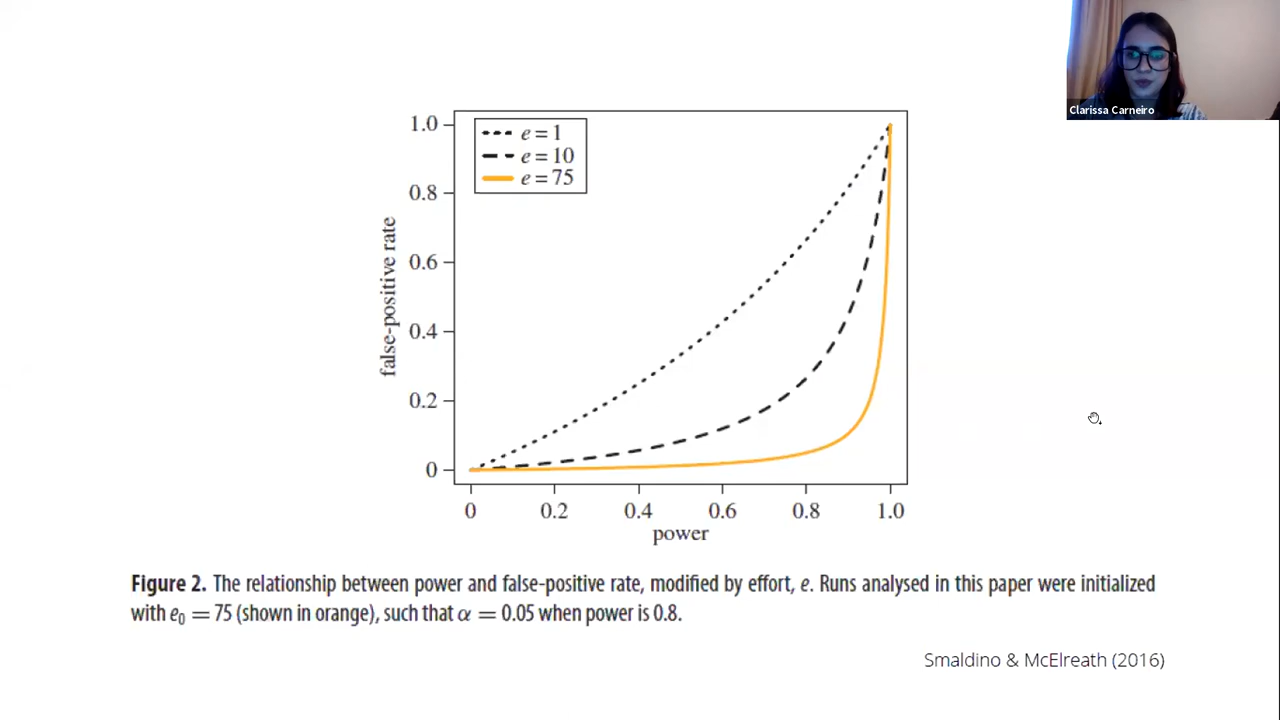 Clarissa Carneiro
e = 1
e = 10
e = 75
1.0
0.8
0.6
0.4
0.2
0
false-positive rate
0 0.2 0.4 0.6 0.8 1.0
power
Figure 2. The relationship between power and false-positive rate, modified by effort, e. Runs analysed in this paper were initialized
with e₀ = 75 (shown in orange), such that α = 0.05 when power is 0.8.
Smaldino & McElreath (2016)